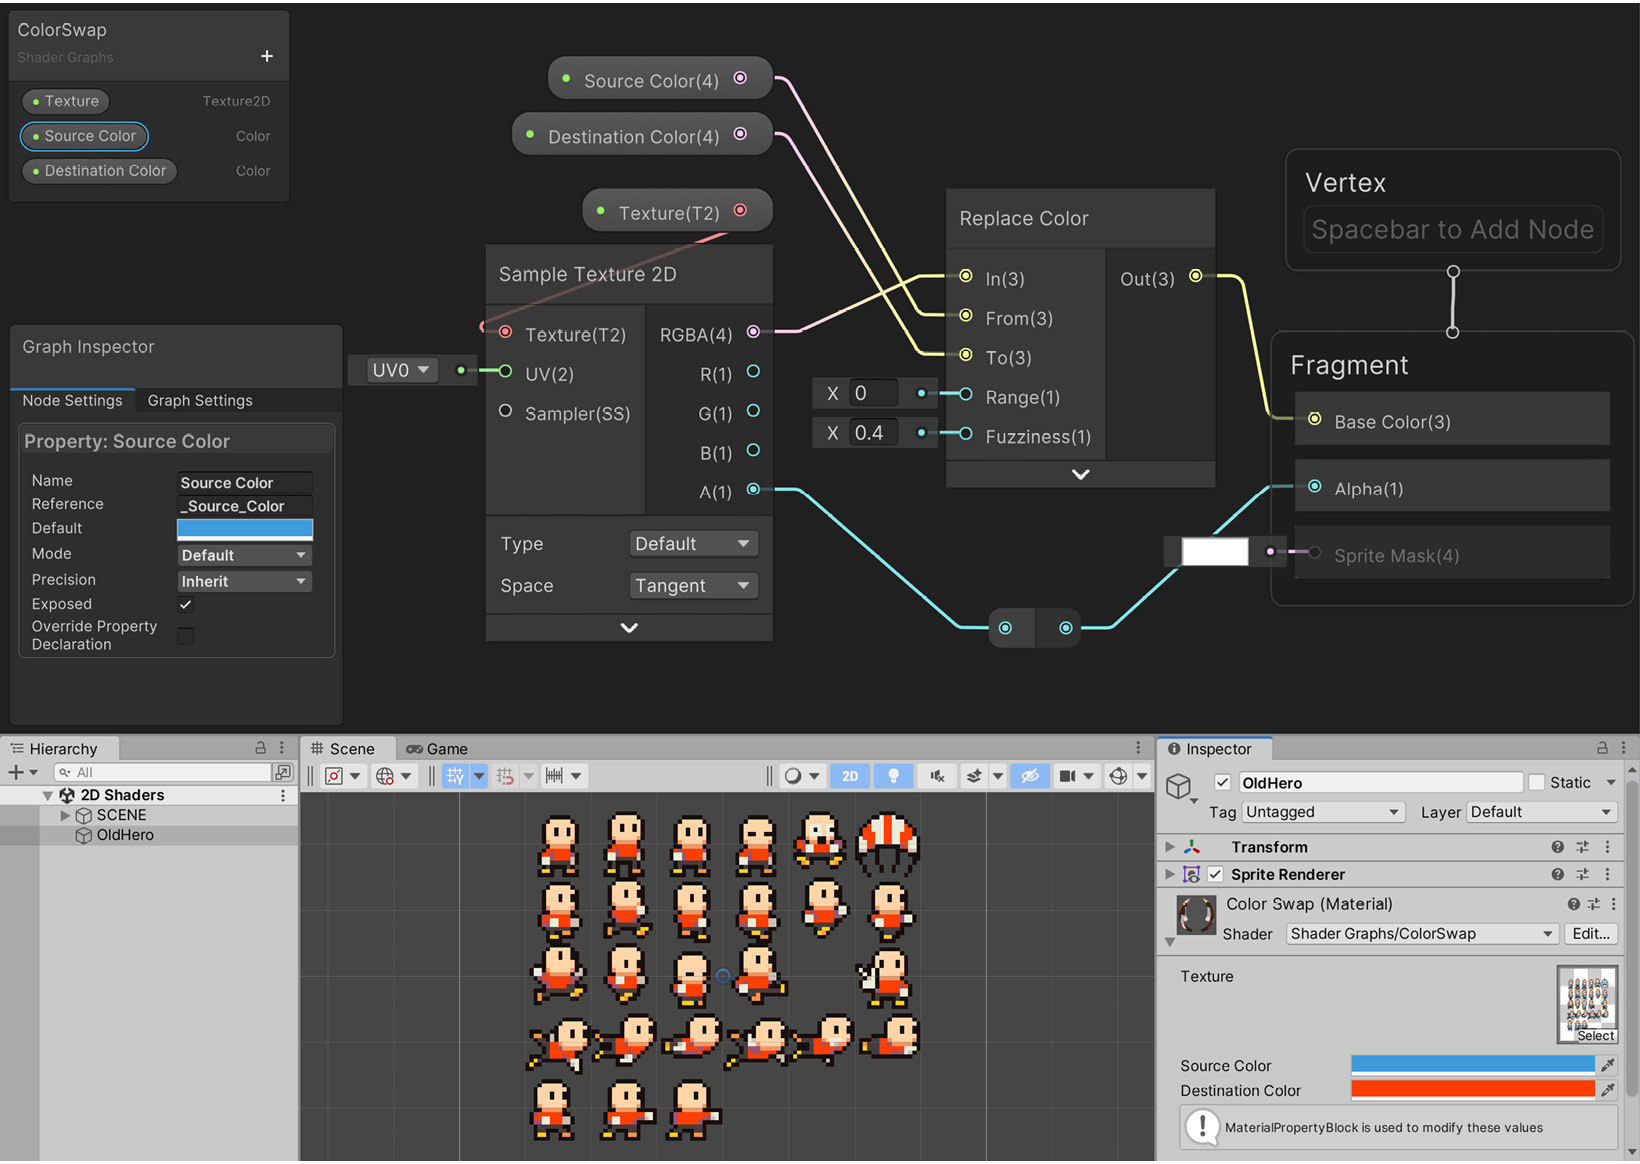 ColorSwap
Shader Graphs
+
Texture Texture2D
Source Color Color
Destination Color Color
Source Color(4)
Destination Color(4)
Texture(T2)
Sample Texture 2D
Texture(T2) RGBA(4)
UV0
UV(2) R(1)
Sampler(SS) G(1)
B(1)
A(1)
Type Default
Space Tangent
Replace Color
In(3) Out(3)
From(3)
To(3)
X 0 Range(1)
X 0.4 Fuzziness(1)
Vertex
Spacebar to Add Node
Fragment
Base Color(3)
Alpha(1)
Sprite Mask(4)
Graph Inspector
Node Settings Graph Settings
Property: Source Color
Name Source Color
Reference _Source_Color
Default
Mode Default
Precision Inherit
Exposed
Override Property
Declaration
Hierarchy
+ All
2D Shaders
SCENE
OldHero
Scene Game
2D
Inspector
OldHero Static
Tag Untagged Layer Default
Transform
Sprite Renderer
Color Swap (Material)
Shader Shader Graphs/ColorSwap Edit...
Texture
Select
Source Color
Destination Color
MaterialPropertyBlock is used to modify these values